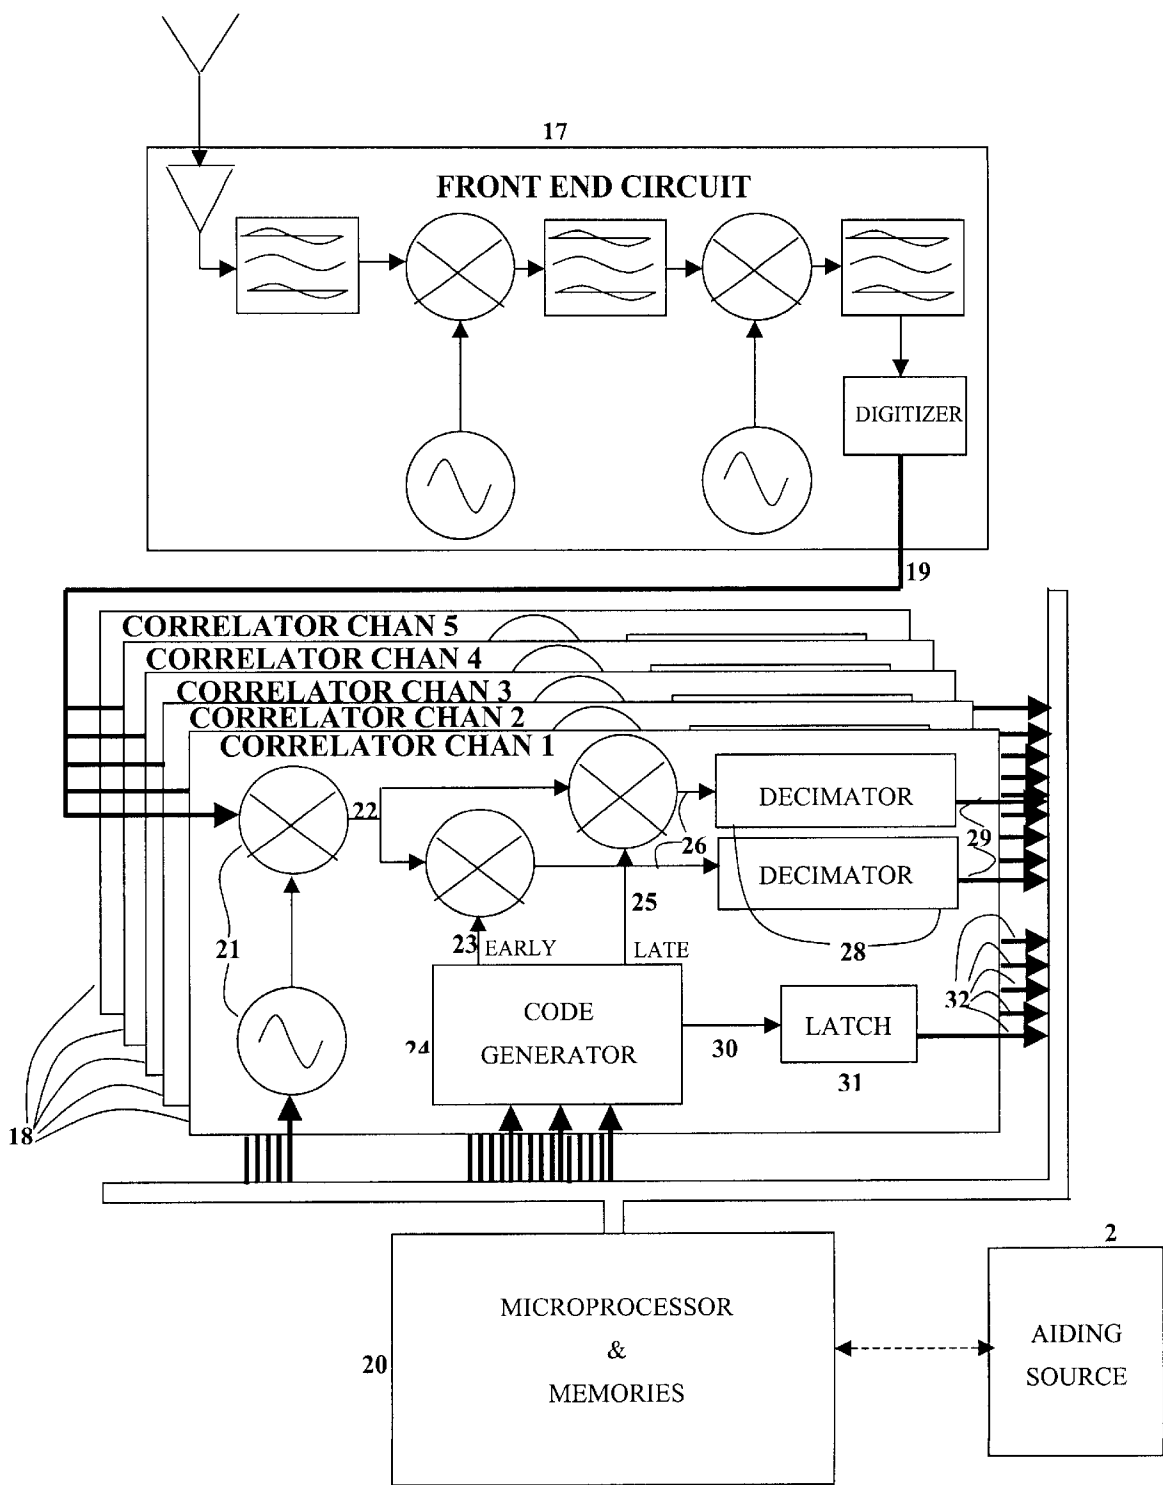 17
FRONT END CIRCUIT
DIGITIZER
19
CORRELATOR CHAN 5
CORRELATOR CHAN 4
CORRELATOR CHAN 3
CORRELATOR CHAN 2
CORRELATOR CHAN 1
22
DECIMATOR
26
29
DECIMATOR
25
21
23
EARLY
LATE
28
32
CODE
GENERATOR
24
30
LATCH
31
18
2
MICROPROCESSOR
&
MEMORIES
20
AIDING
SOURCE